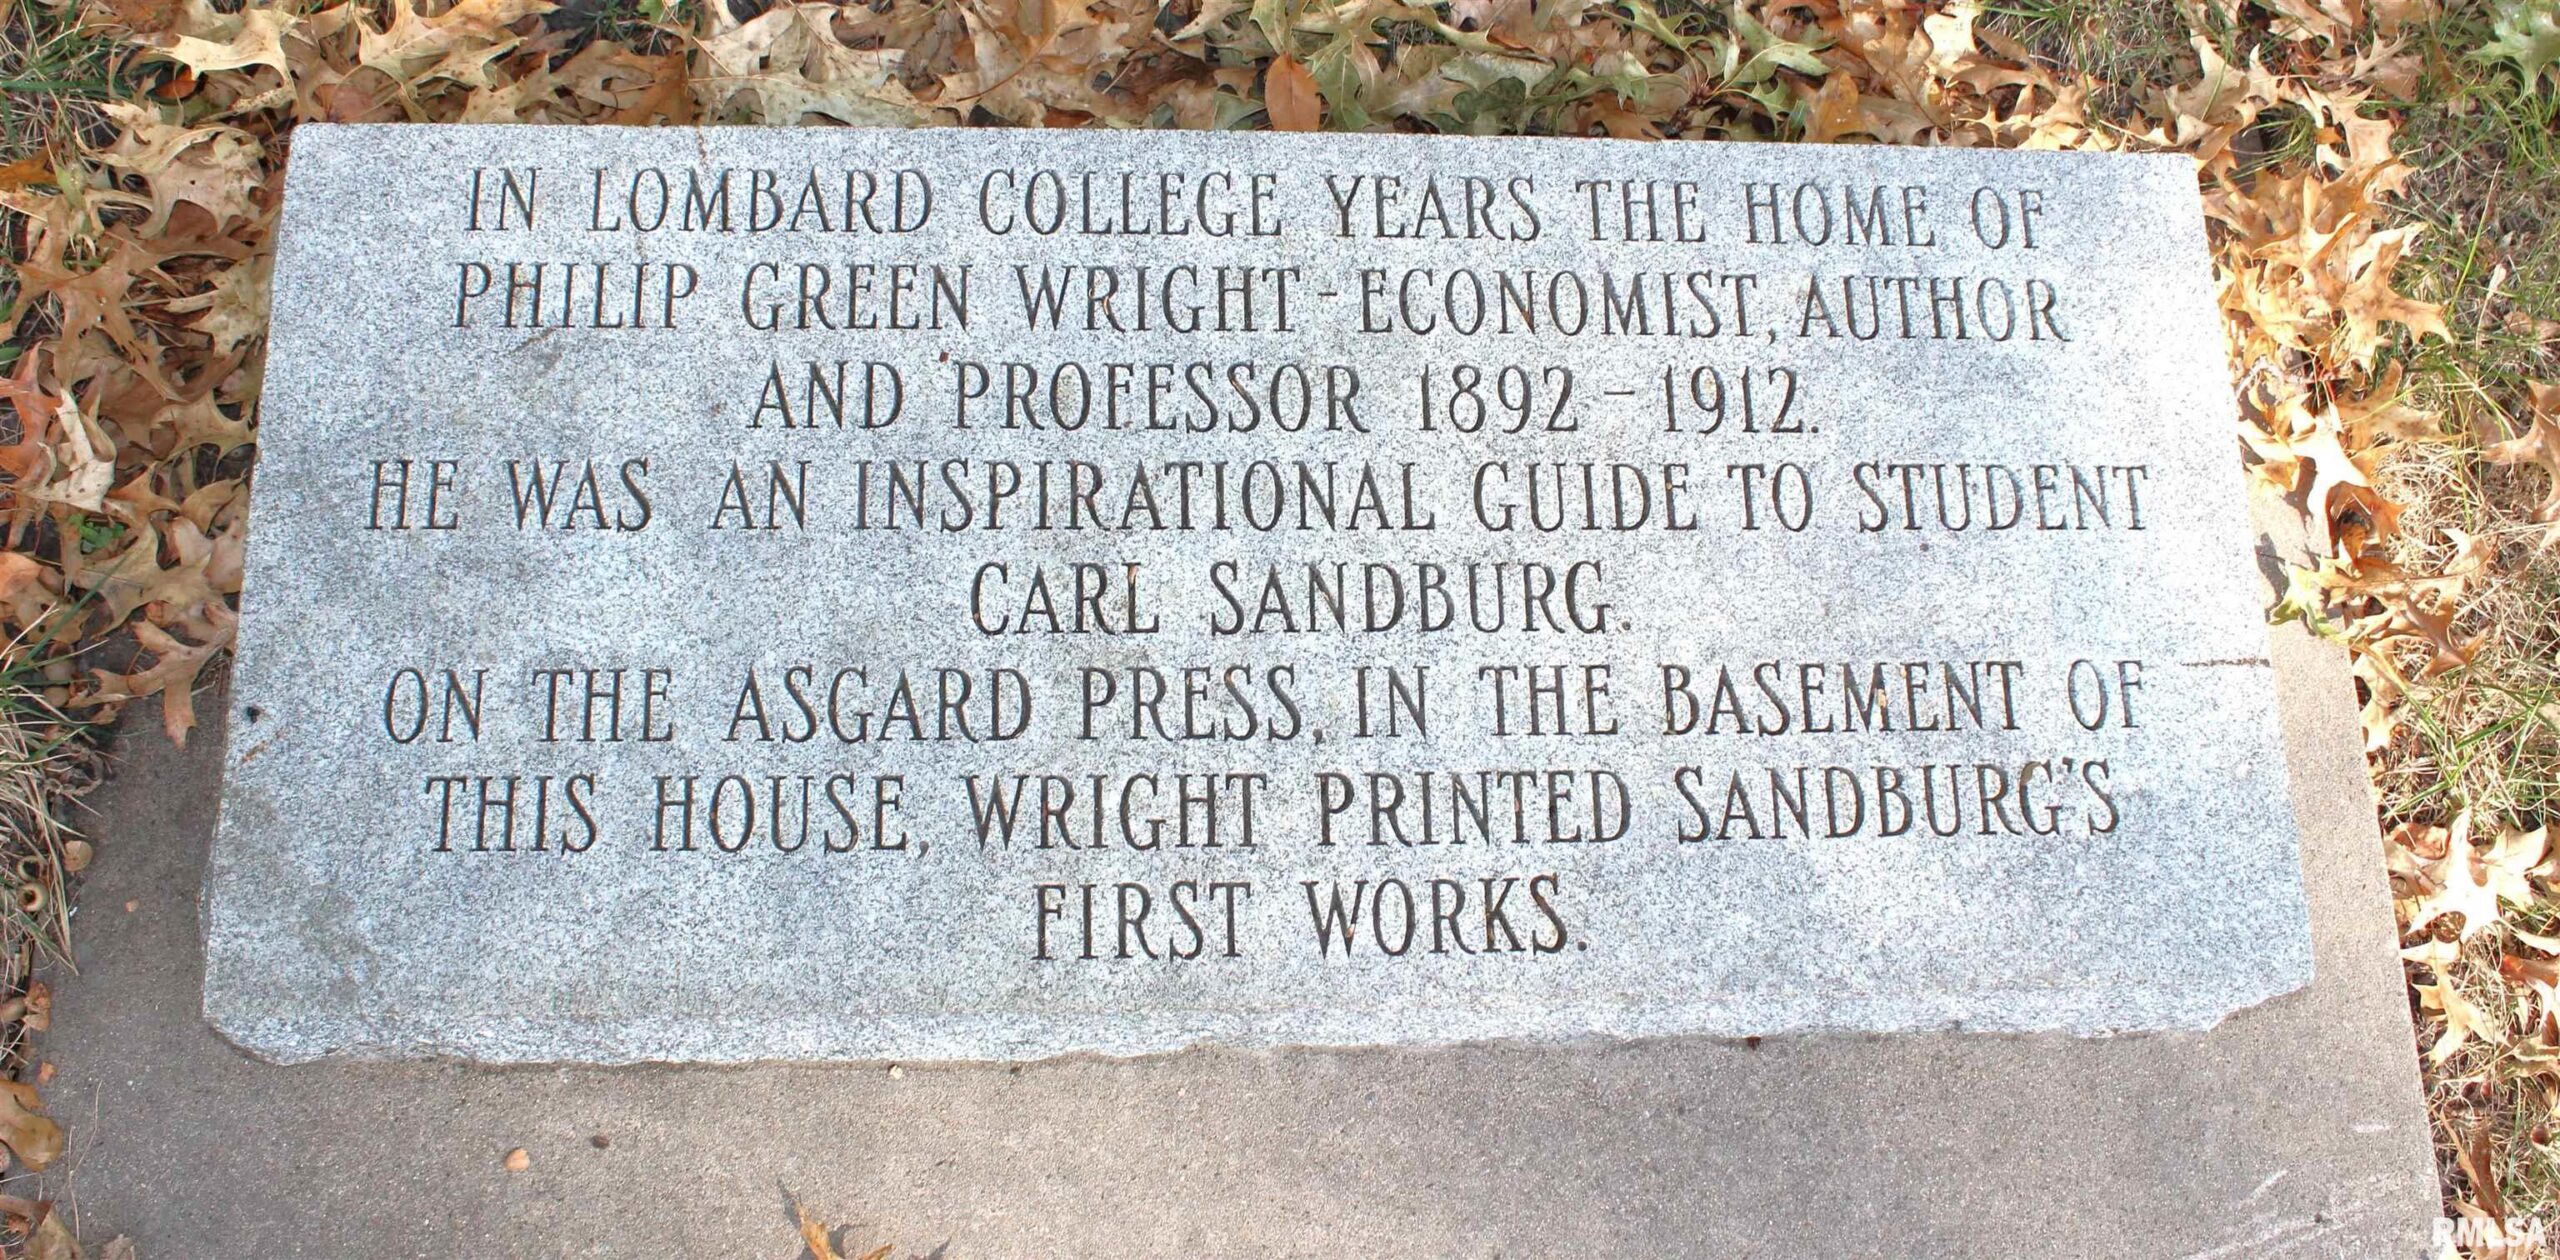 IN LOMBARD COLLEGE YEARS THE HOME OF
PHILIP GREEN WRIGHT - ECONOMIST, AUTHOR
AND PROFESSOR 1892 - 1912.
HE WAS AN INSPIRATIONAL GUIDE TO STUDENT
CARL SANDBURG.
ON THE ASGARD PRESS, IN THE BASEMENT OF
THIS HOUSE, WRIGHT PRINTED SANDBURG'S
FIRST WORKS.
RMLSA